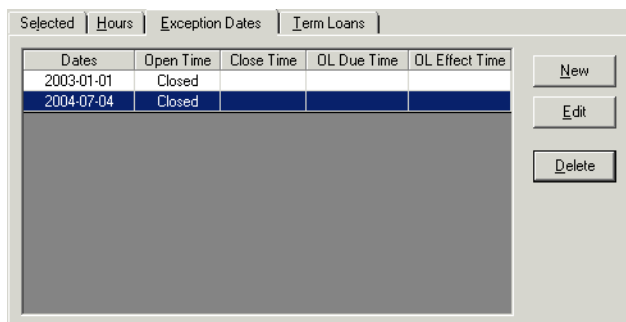 Selected Hours Exception Dates Term Loans
Dates Open Time Close Time OL Due Time OL Effect Time
2003-01-01 Closed
2004-07-04 Closed
New
Edit
Delete